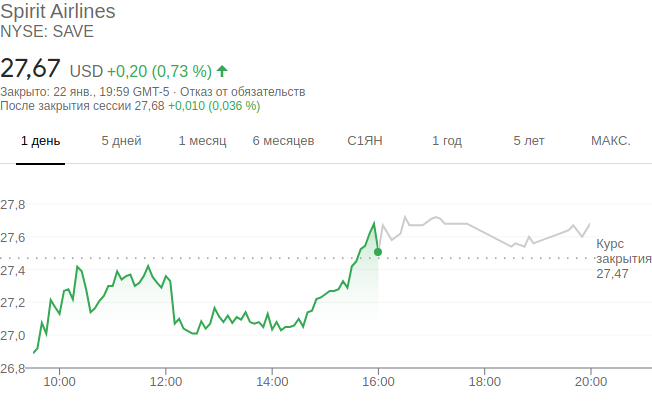 Spirit Airlines
NYSE: SAVE
27,67 USD +0,20 (0,73 %)
Закрыто: 22 янв., 19:59 GMT-5 · Отказ от обязательств
После закрытия сессии 27,68 +0,010 (0,036 %)
1 день 5 дней 1 месяц 6 месяцев С1ЯН 1 год 5 лет МАКС.
27,8
27,6
Курс
закрытия
27,47
27,4
27,2
27,0
26,8
10:00 12:00 14:00 16:00 18:00 20:00